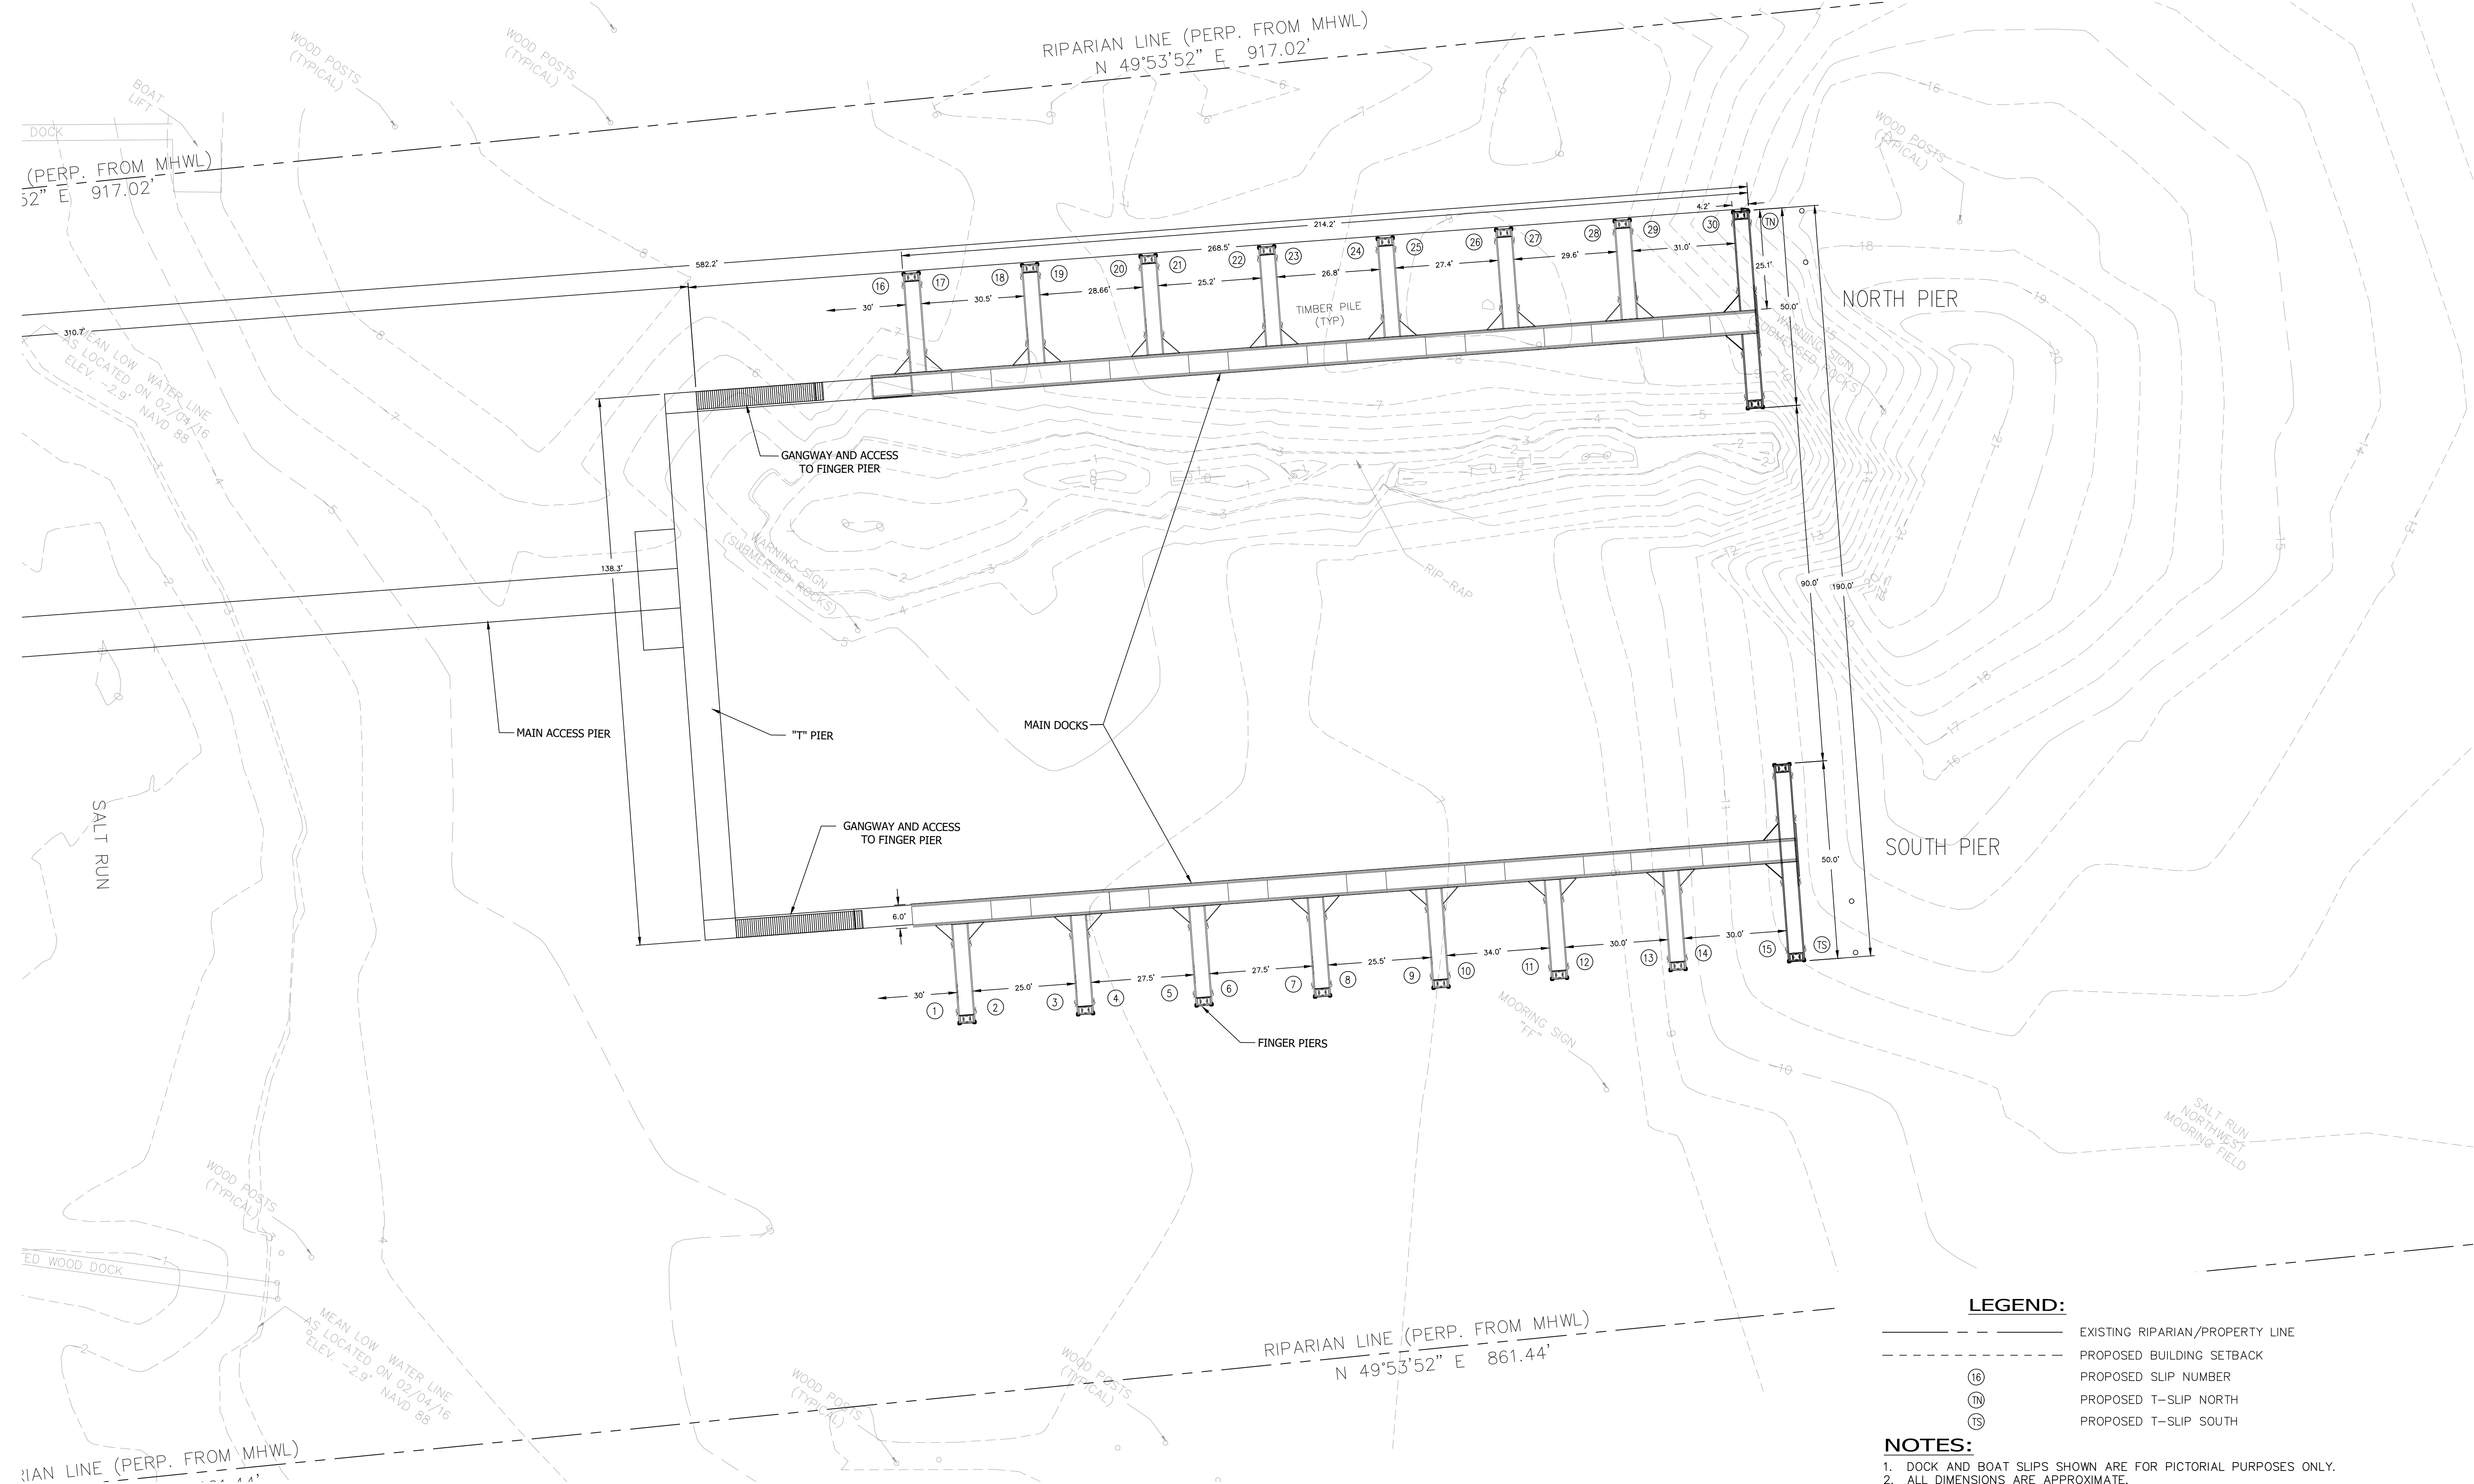 RIPARIAN LINE (PERP. FROM MHWL)
N 49°53'52" E 917.02'
WOOD POSTS
(TYPICAL)
WOOD POSTS
(TYPICAL)
BOAT
LIFT
DOCK
(PERP. FROM MHWL)
52" E 917.02'
WOOD POSTS
(TYPICAL)
582.2'
310.7'
268.5'
214.2'
4.2'
16
17
18
19
20
21
22
23
24
25
26
27
28
29
30
TN
30'
30.5'
28.66'
25.2'
26.8'
27.4'
29.6'
31.0'
25.1'
50.0'
TIMBER PILE
(TYP)
NORTH PIER
WARNING SIGN
(SUBMERGED ROCKS)
MEAN LOW WATER LINE
AS LOCATED ON 02/04/16
ELEV. -2.9' NAVD 88
GANGWAY AND ACCESS
TO FINGER PIER
138.3'
WARNING SIGN
(SUBMERGED ROCKS)
RIP-RAP
90.0'
190.0'
MAIN ACCESS PIER
"T" PIER
MAIN DOCKS
SALT RUN
GANGWAY AND ACCESS
TO FINGER PIER
6.0'
SOUTH PIER
50.0'
30'
25.0'
27.5'
27.5'
25.5'
34.0'
30.0'
30.0'
1
2
3
4
5
6
7
8
9
10
11
12
13
14
15
TS
FINGER PIERS
MOORING SIGN
"FF"
SALT RUN
NORTHWEST
MOORING FIELD
WOOD POSTS
(TYPICAL)
ED WOOD DOCK
MEAN LOW WATER LINE
AS LOCATED ON 02/04/16
ELEV. -2.9' NAVD 88
WOOD POSTS
(TYPICAL)
WOOD POSTS
(TYPICAL)
RIPARIAN LINE (PERP. FROM MHWL)
N 49°53'52" E 861.44'
RIAN LINE (PERP. FROM MHWL)
LEGEND:
EXISTING RIPARIAN/PROPERTY LINE
PROPOSED BUILDING SETBACK
16 PROPOSED SLIP NUMBER
TN PROPOSED T-SLIP NORTH
TS PROPOSED T-SLIP SOUTH
NOTES:
1. DOCK AND BOAT SLIPS SHOWN ARE FOR PICTORIAL PURPOSES ONLY.
2. ALL DIMENSIONS ARE APPROXIMATE.